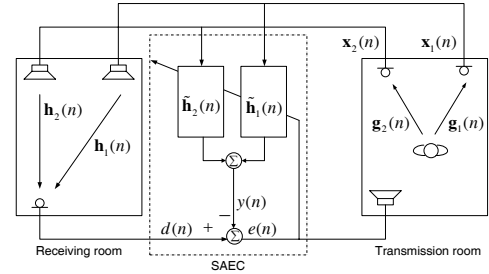 x₂(n) x₁(n)
h₂(n)
h₁(n)
h̃₂(n) h̃₁(n)
g₂(n) g₁(n)
Σ
y(n)
d(n) + − Σ e(n)
Receiving room
SAEC
Transmission room